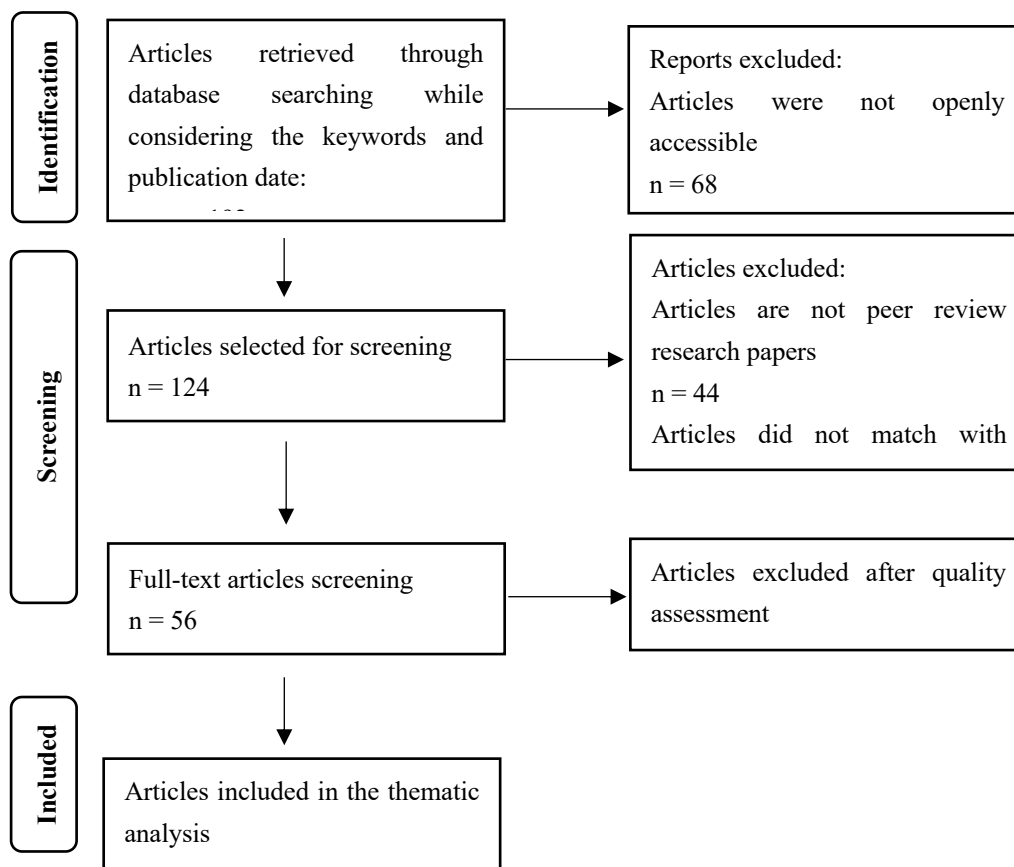 Identification
Articles retrieved through
database searching while
considering the keywords and
publication date:
Reports excluded:
Articles were not openly
accessible
n = 68
Screening
Articles selected for screening
n = 124
Articles excluded:
Articles are not peer review
research papers
n = 44
Articles did not match with
Full-text articles screening
n = 56
Articles excluded after quality
assessment
Included
Articles included in the thematic
analysis